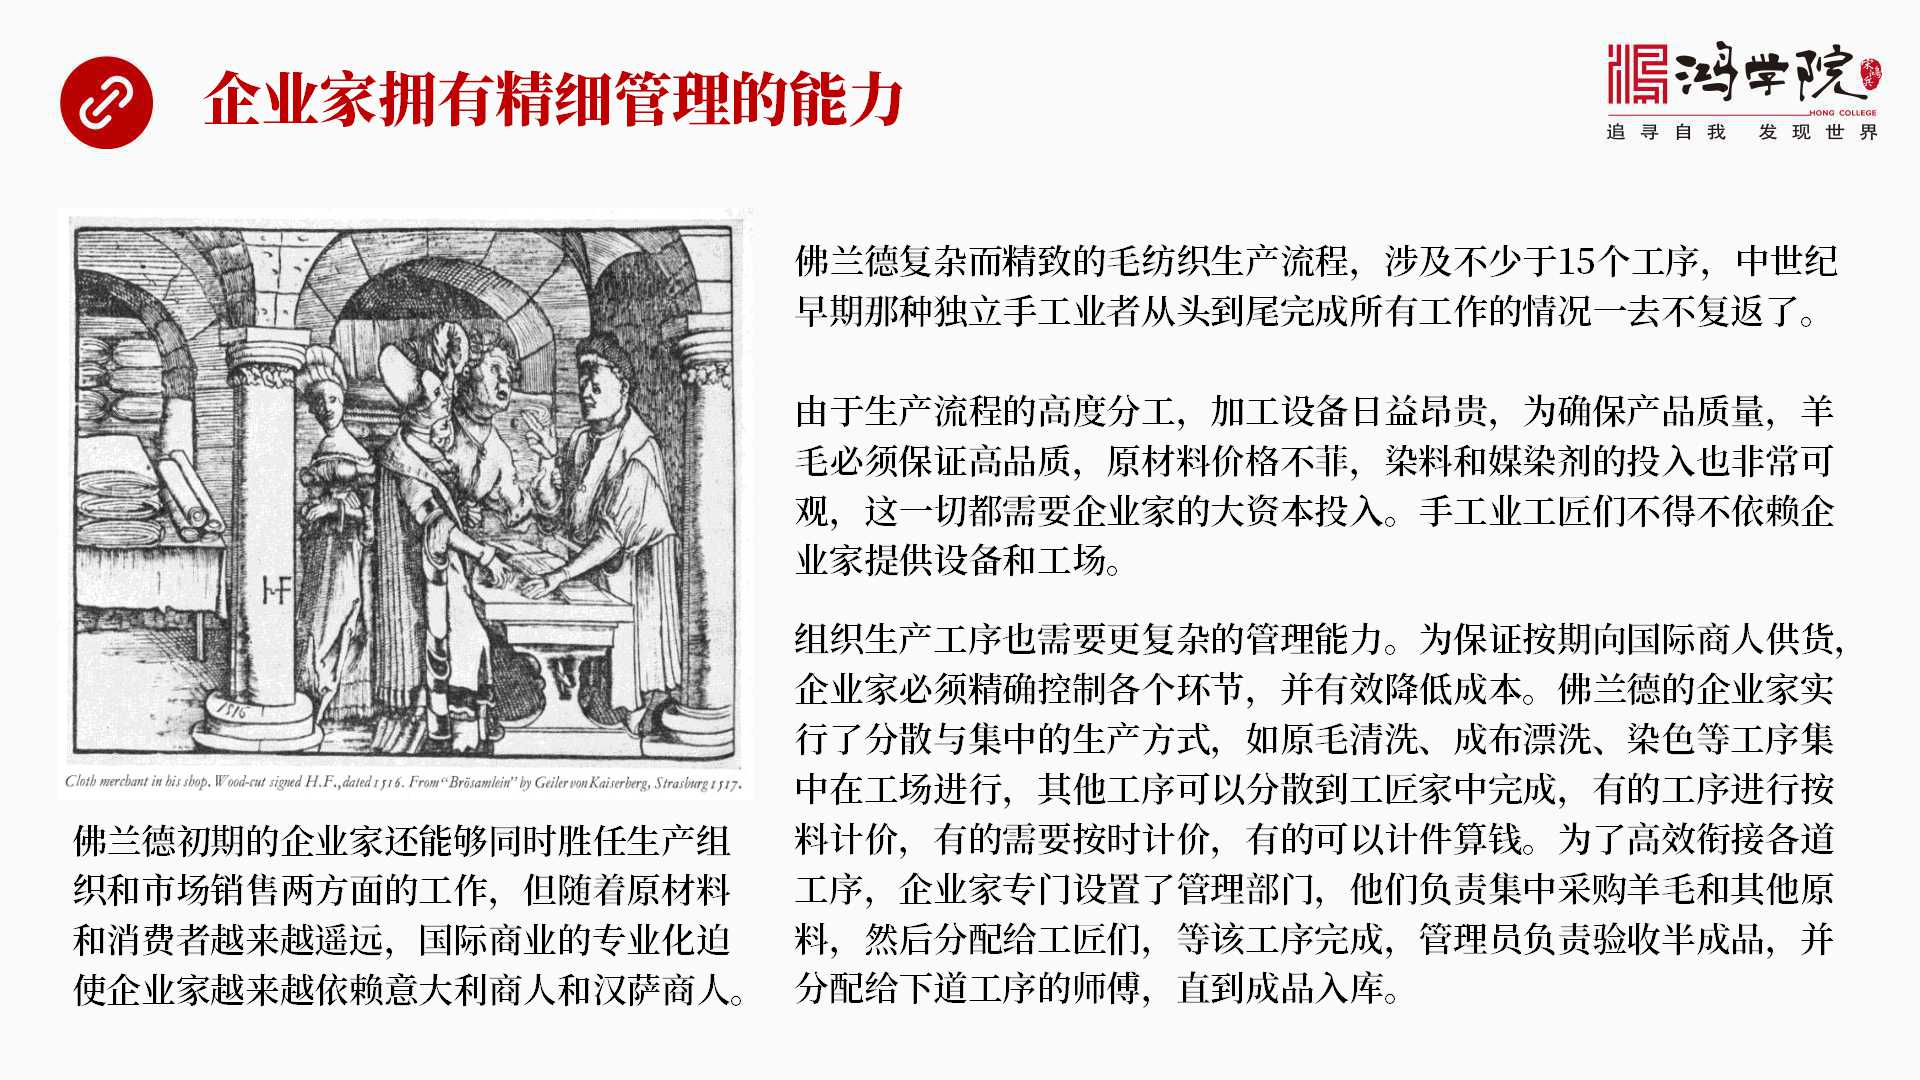 企业家拥有精细管理的能力
鸿学院
宋鸿兵
HONG COLLEGE
追寻自我 发现世界
HF
1516
Cloth merchant in his shop. Wood-cut signed H.F., dated 1516. From “Brösamlein” by Geiler von Kaiserberg, Strasburg 1517.
佛兰德初期的企业家还能够同时胜任生产组
织和市场销售两方面的工作，但随着原材料
和消费者越来越遥远，国际商业的专业化迫
使企业家越来越依赖意大利商人和汉萨商人。
佛兰德复杂而精致的毛纺织生产流程，涉及不少于15个工序，中世纪
早期那种独立手工业者从头到尾完成所有工作的情况一去不复返了。
由于生产流程的高度分工，加工设备日益昂贵，为确保产品质量，羊
毛必须保证高品质，原材料价格不菲，染料和媒染剂的投入也非常可
观，这一切都需要企业家的大资本投入。手工业工匠们不得不依赖企
业家提供设备和工场。
组织生产工序也需要更复杂的管理能力。为保证按期向国际商人供货，
企业家必须精确控制各个环节，并有效降低成本。佛兰德的企业家实
行了分散与集中的生产方式，如原毛清洗、成布漂洗、染色等工序集
中在工场进行，其他工序可以分散到工匠家中完成，有的工序进行按
料计价，有的需要按时计价，有的可以计件算钱。为了高效衔接各道
工序，企业家专门设置了管理部门，他们负责集中采购羊毛和其他原
料，然后分配给工匠们，等该工序完成，管理员负责验收半成品，并
分配给下道工序的师傅，直到成品入库。